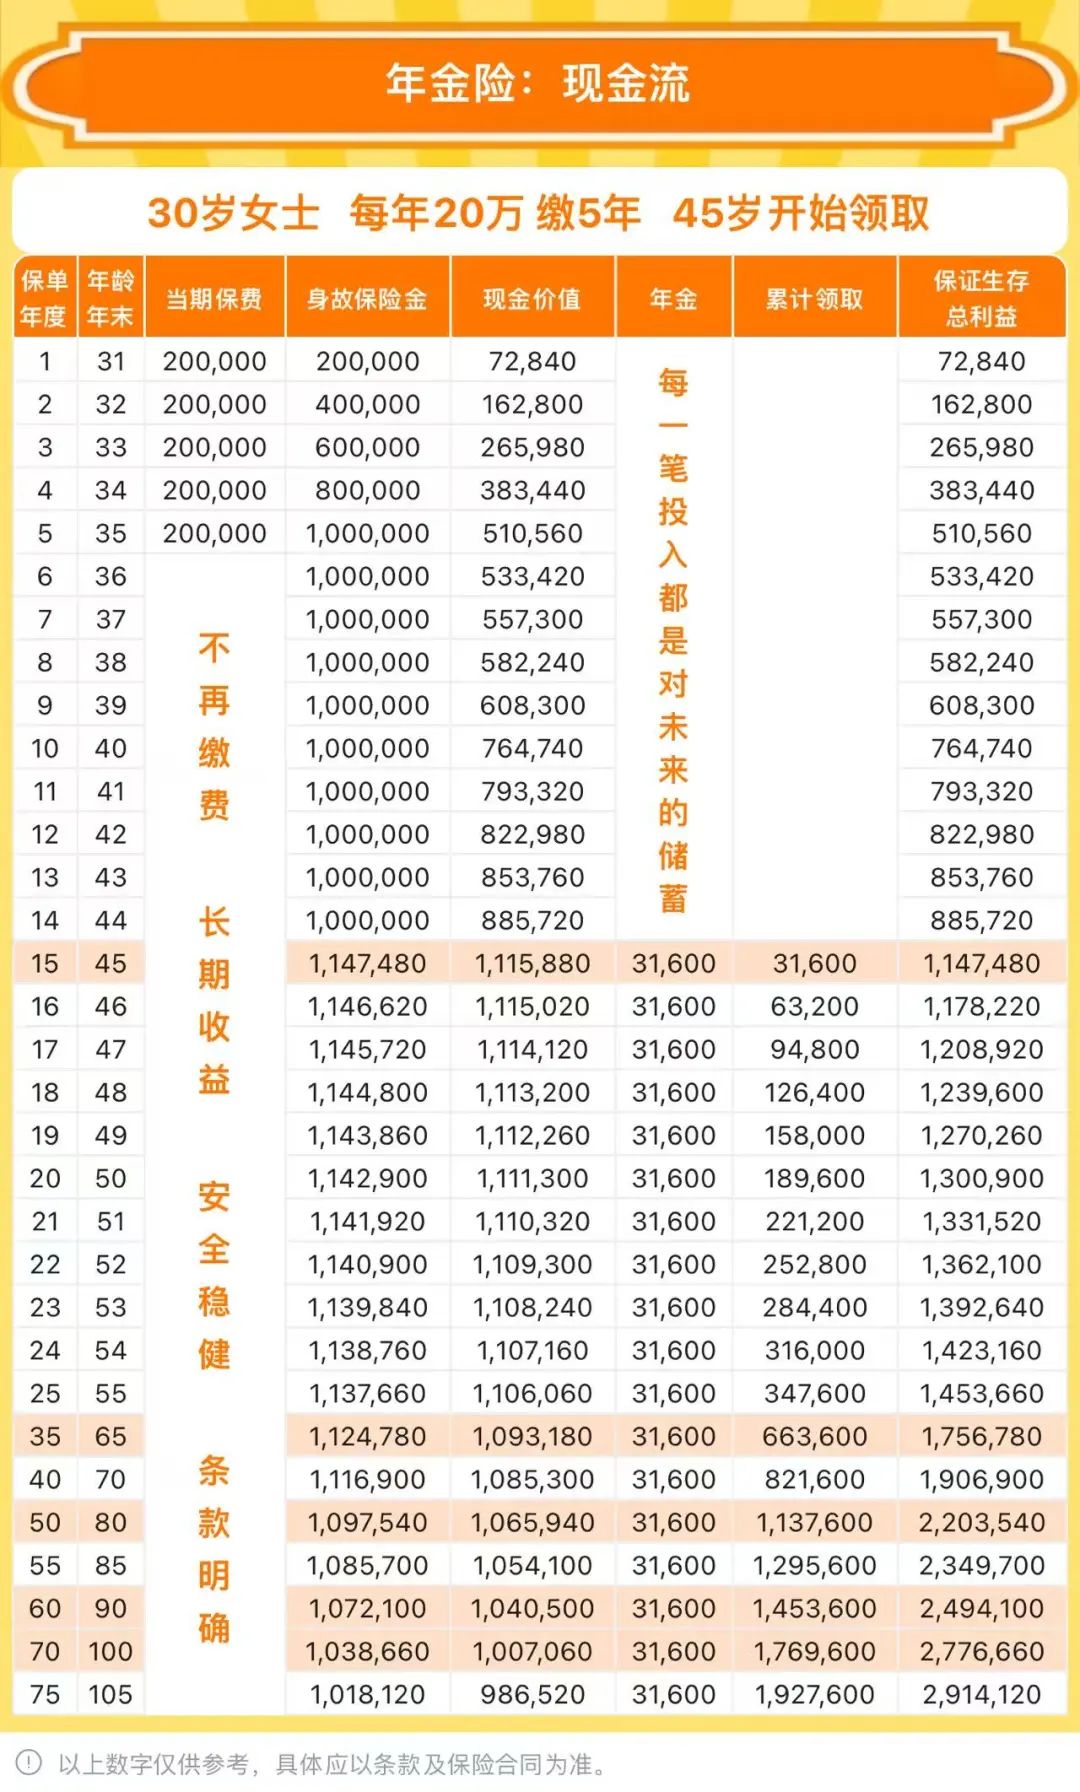 年金险：现金流
30岁女士 每年20万 缴5年 45岁开始领取
保单年度 年龄年末 当期保费 身故保险金 现金价值 年金 累计领取 保证生存总利益
1 31 200,000 200,000 72,840 72,840
2 32 200,000 400,000 162,800 162,800
3 33 200,000 600,000 265,980 265,980
4 34 200,000 800,000 383,440 383,440
5 35 200,000 1,000,000 510,560 510,560
6 36 1,000,000 533,420 533,420
7 37 1,000,000 557,300 557,300
8 38 1,000,000 582,240 582,240
9 39 1,000,000 608,300 608,300
10 40 1,000,000 764,740 764,740
11 41 1,000,000 793,320 793,320
12 42 1,000,000 822,980 822,980
13 43 1,000,000 853,760 853,760
14 44 1,000,000 885,720 885,720
15 45 1,147,480 1,115,880 31,600 31,600 1,147,480
16 46 1,146,620 1,115,020 31,600 63,200 1,178,220
17 47 1,145,720 1,114,120 31,600 94,800 1,208,920
18 48 1,144,800 1,113,200 31,600 126,400 1,239,600
19 49 1,143,860 1,112,260 31,600 158,000 1,270,260
20 50 1,142,900 1,111,300 31,600 189,600 1,300,900
21 51 1,141,920 1,110,320 31,600 221,200 1,331,520
22 52 1,140,900 1,109,300 31,600 252,800 1,362,100
23 53 1,139,840 1,108,240 31,600 284,400 1,392,640
24 54 1,138,760 1,107,160 31,600 316,000 1,423,160
25 55 1,137,660 1,106,060 31,600 347,600 1,453,660
35 65 1,124,780 1,093,180 31,600 663,600 1,756,780
40 70 1,116,900 1,085,300 31,600 821,600 1,906,900
50 80 1,097,540 1,065,940 31,600 1,137,600 2,203,540
55 85 1,085,700 1,054,100 31,600 1,295,600 2,349,700
60 90 1,072,100 1,040,500 31,600 1,453,600 2,494,100
70 100 1,038,660 1,007,060 31,600 1,769,600 2,776,660
75 105 1,018,120 986,520 31,600 1,927,600 2,914,120
不再缴费 长期收益 安全稳健 条款明确
每一笔投入都是对未来的储蓄
以上数字仅供参考，具体应以条款及保险合同为准。